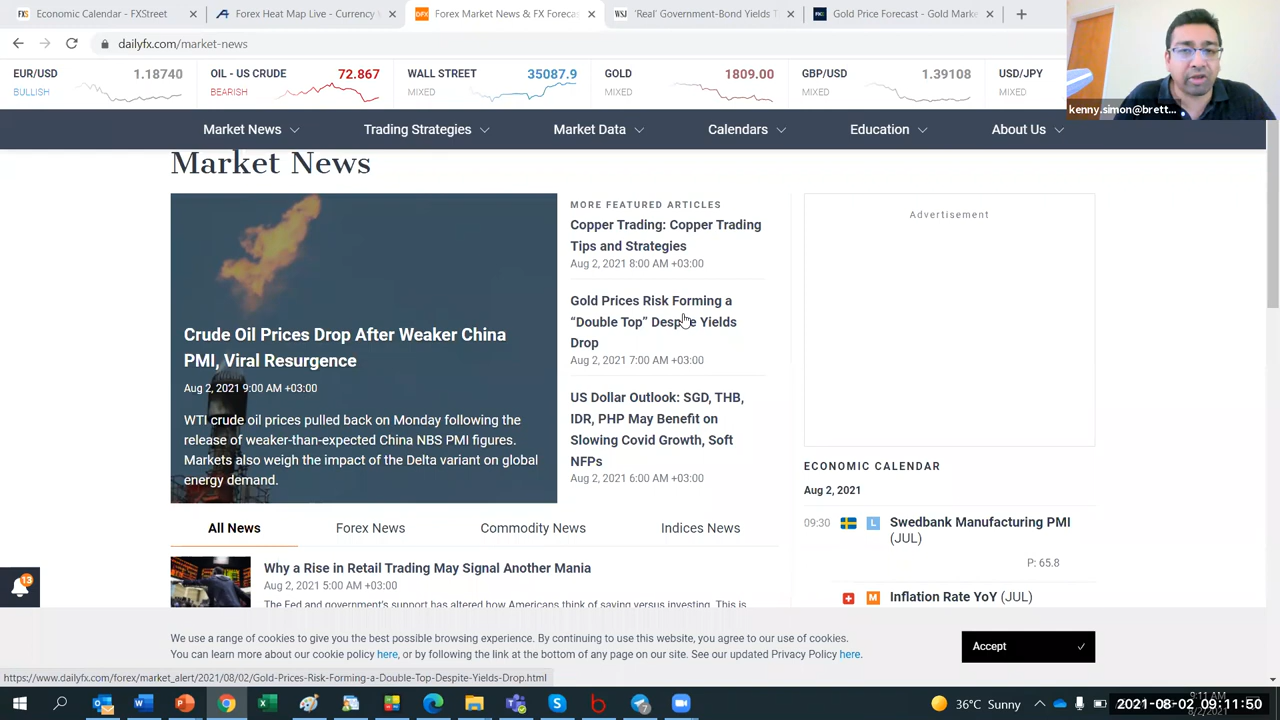 Economic Calendar - FXStreet
Forex Heat Map Live - Currency
Forex Market News & FX Forecas
'Real' Government-Bond Yields T
Gold Price Forecast - Gold Mark
dailyfx.com/market-news
EUR/USD 1.18740
BULLISH
OIL - US CRUDE 72.867
BEARISH
WALL STREET 35087.9
MIXED
GOLD 1809.00
MIXED
GBP/USD 1.39108
MIXED
USD/JPY
MIXED
kenny.simon@brett...
Market News
Trading Strategies
Market Data
Calendars
Education
About Us
Market News
Crude Oil Prices Drop After Weaker China
PMI, Viral Resurgence
Aug 2, 2021 9:00 AM +03:00
WTI crude oil prices pulled back on Monday following the
release of weaker-than-expected China NBS PMI figures.
Markets also weigh the impact of the Delta variant on global
energy demand.
MORE FEATURED ARTICLES
Copper Trading: Copper Trading
Tips and Strategies
Aug 2, 2021 8:00 AM +03:00
Gold Prices Risk Forming a
“Double Top” Despite Yields
Drop
Aug 2, 2021 7:00 AM +03:00
US Dollar Outlook: SGD, THB,
IDR, PHP May Benefit on
Slowing Covid Growth, Soft
NFPs
Aug 2, 2021 6:00 AM +03:00
Advertisement
ECONOMIC CALENDAR
Aug 2, 2021
09:30 L Swedbank Manufacturing PMI
(JUL)
P: 65.8
M Inflation Rate YoY (JUL)
All News
Forex News
Commodity News
Indices News
Why a Rise in Retail Trading May Signal Another Mania
Aug 2, 2021 5:00 AM +03:00
The Fed and government's support has altered how Americans think of saving versus investing. This is
13
We use a range of cookies to give you the best possible browsing experience. By continuing to use this website, you agree to our use of cookies.
You can learn more about our cookie policy here, or by following the link at the bottom of any page on our site. See our updated Privacy Policy here.
Accept
https://www.dailyfx.com/forex/market_alert/2021/08/02/Gold-Prices-Risk-Forming-a-Double-Top-Despite-Yields-Drop.html
36°C Sunny
2021-08-02 09:11:50